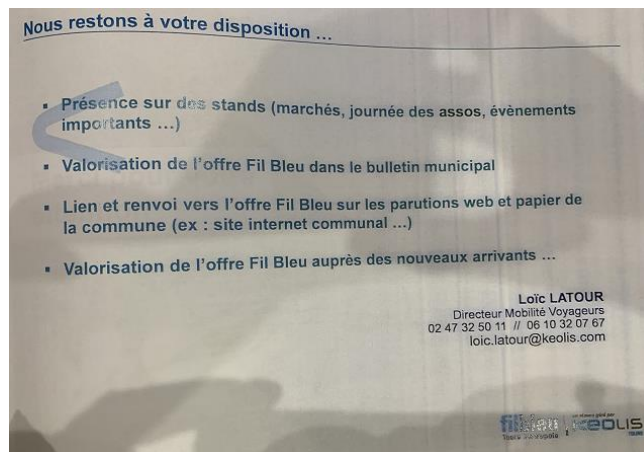 Nous restons à votre disposition ...
▪ Présence sur des stands (marchés, journée des assos, évènements
importants ...)
▪ Valorisation de l'offre Fil Bleu dans le bulletin municipal
▪ Lien et renvoi vers l'offre Fil Bleu sur les parutions web et papier de
la commune (ex : site internet communal ...)
▪ Valorisation de l'offre Fil Bleu auprès des nouveaux arrivants ...
Loïc LATOUR
Directeur Mobilité Voyageurs
02 47 32 50 11 // 06 10 32 07 67
loic.latour@keolis.com
KEOLIS